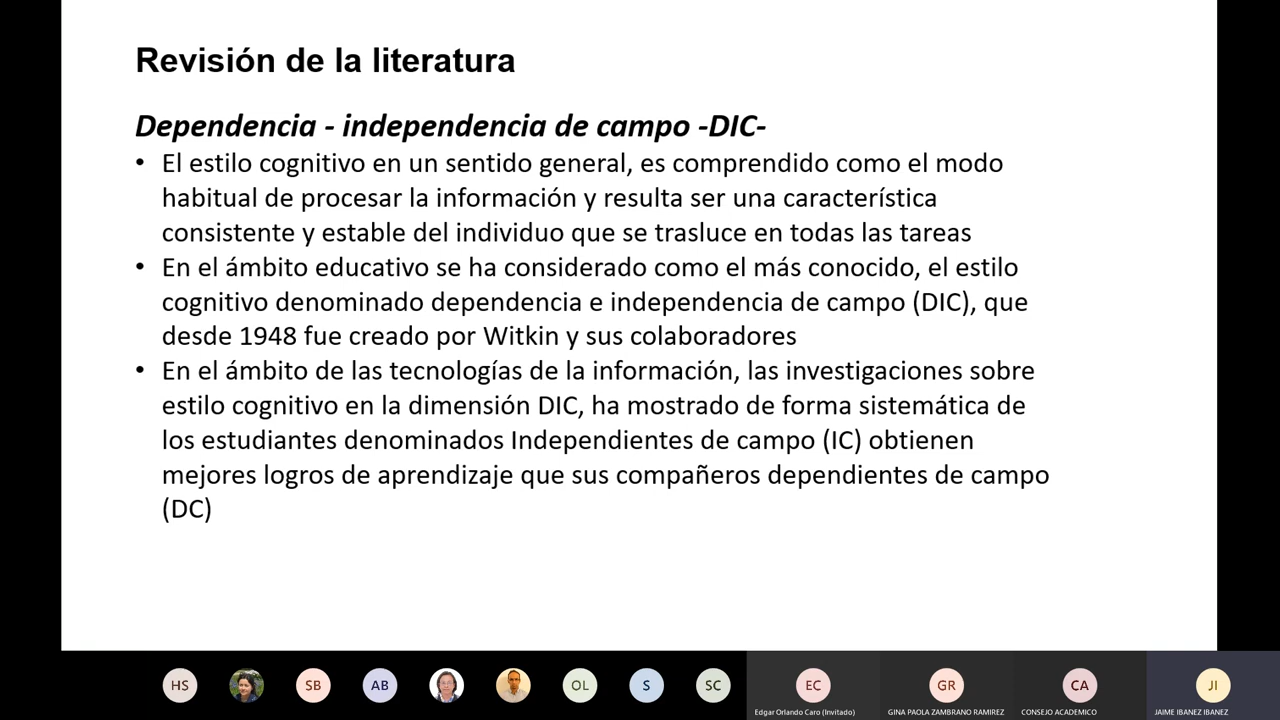 Revisión de la literatura
Dependencia - independencia de campo -DIC-
• El estilo cognitivo en un sentido general, es comprendido como el modo
habitual de procesar la información y resulta ser una característica
consistente y estable del individuo que se trasluce en todas las tareas
• En el ámbito educativo se ha considerado como el más conocido, el estilo
cognitivo denominado dependencia e independencia de campo (DIC), que
desde 1948 fue creado por Witkin y sus colaboradores
• En el ámbito de las tecnologías de la información, las investigaciones sobre
estilo cognitivo en la dimensión DIC, ha mostrado de forma sistemática de
los estudiantes denominados Independientes de campo (IC) obtienen
mejores logros de aprendizaje que sus compañeros dependientes de campo
(DC)
HS SB AB OL S SC EC GR CA JI
Edgar Orlando Caro (Invitado) GINA PAOLA ZAMBRANO RAMIREZ CONSEJO ACADEMICO JAIME IBANEZ IBANEZ